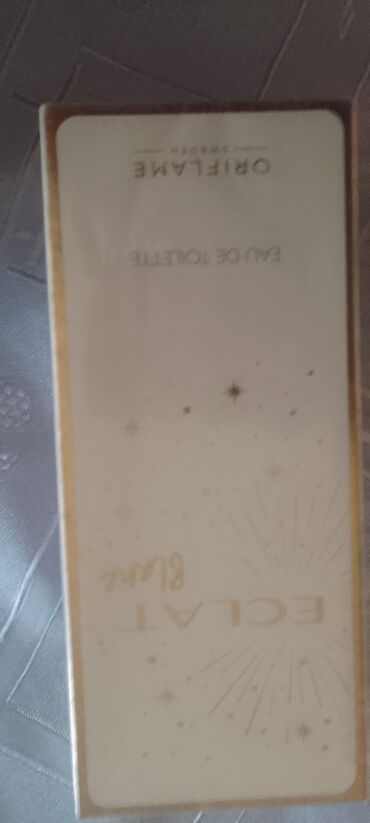 ECLAT
Blanc
EAU DE TOILETTE
ORIFLAME
SWEDEN